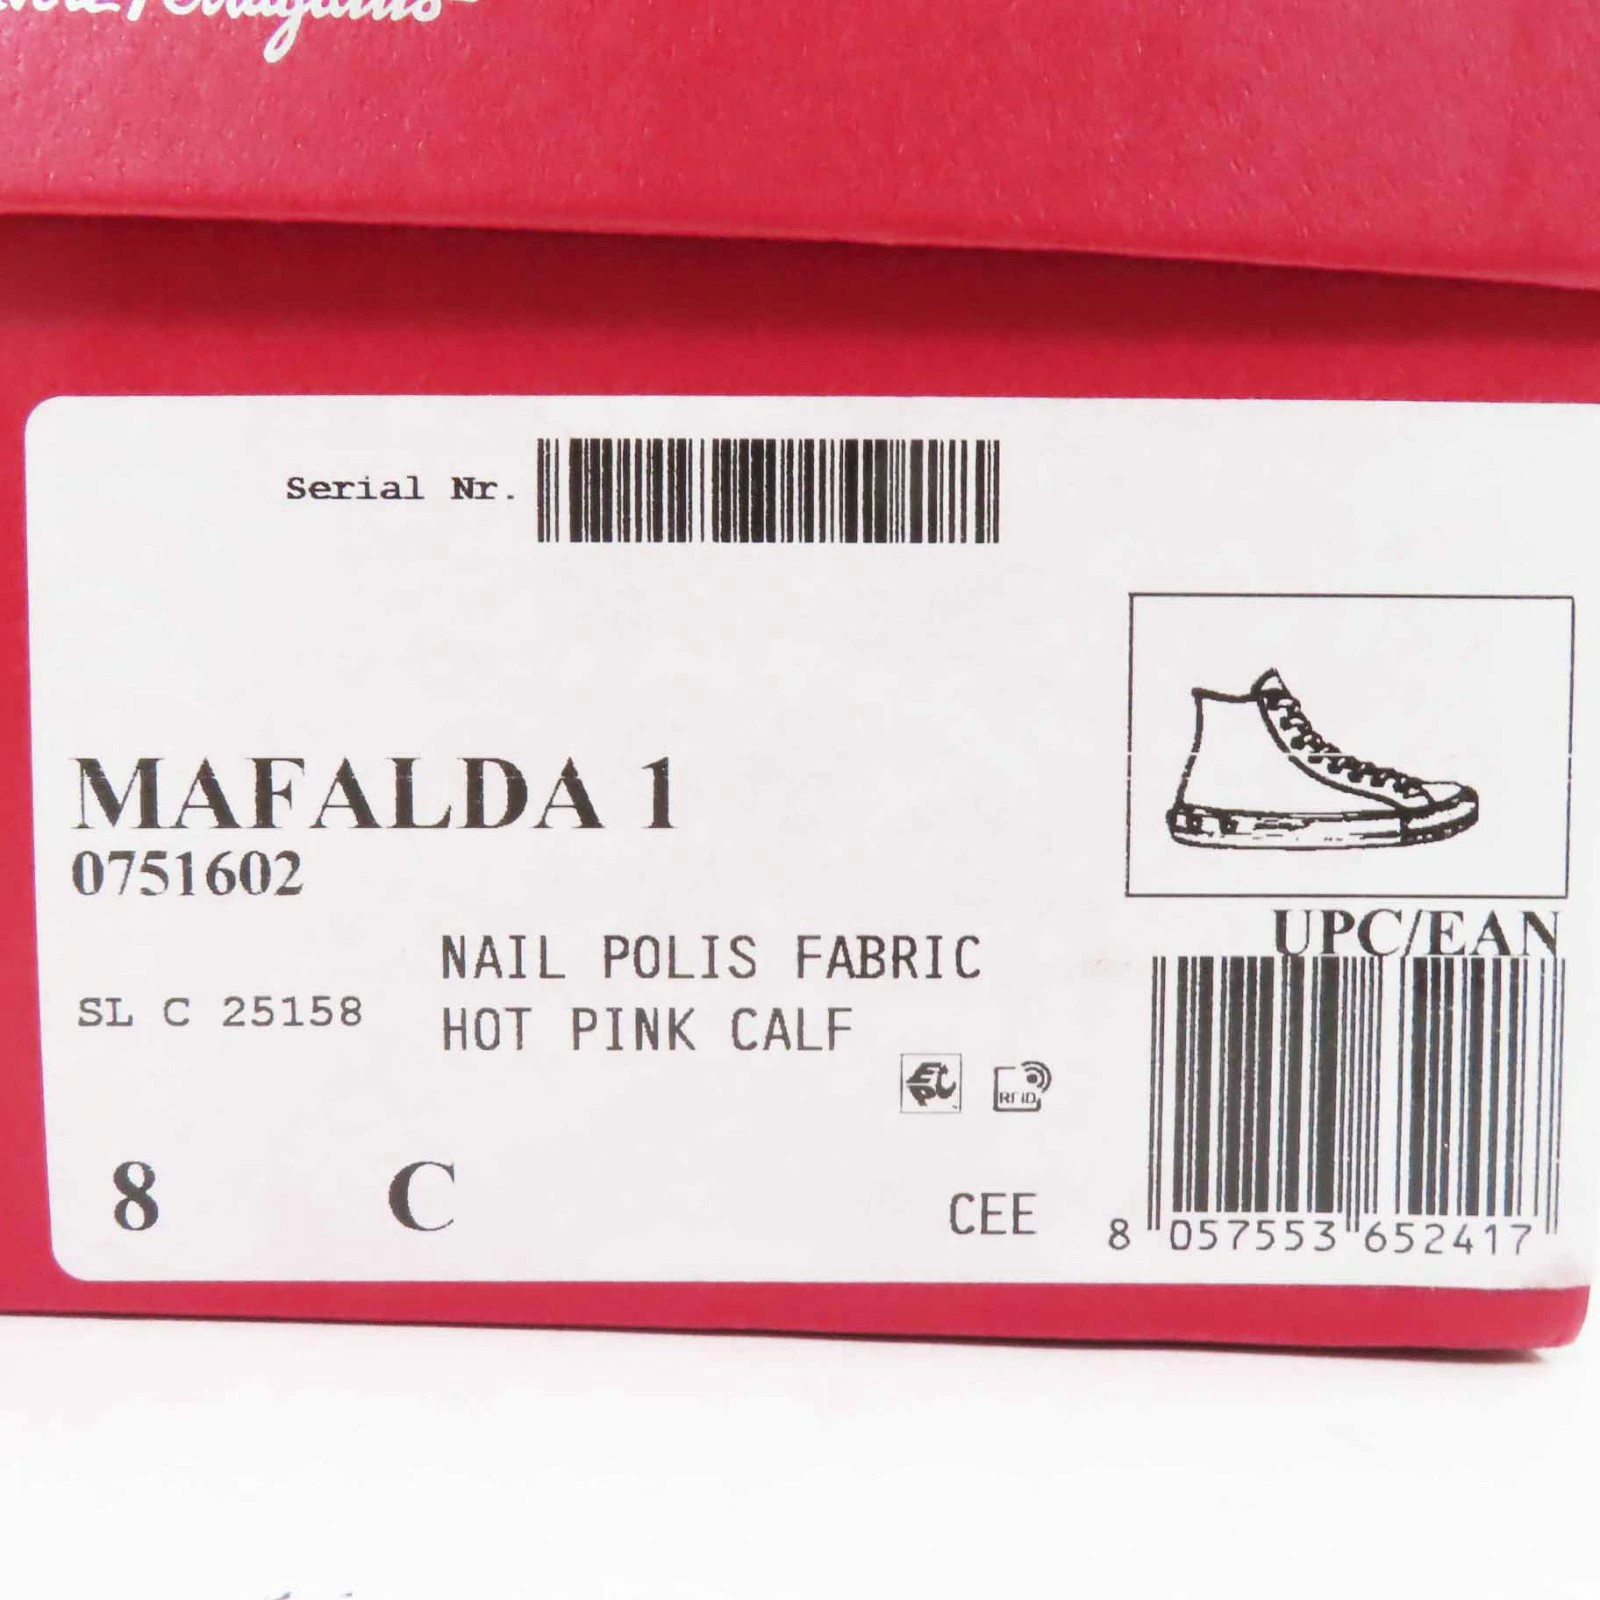 Serial Nr.
MAFALDA 1
0751602
NAIL POLIS FABRIC
SL C 25158
HOT PINK CALF
RFID
8 C
CEE
UPC/EAN
8 057553 652417